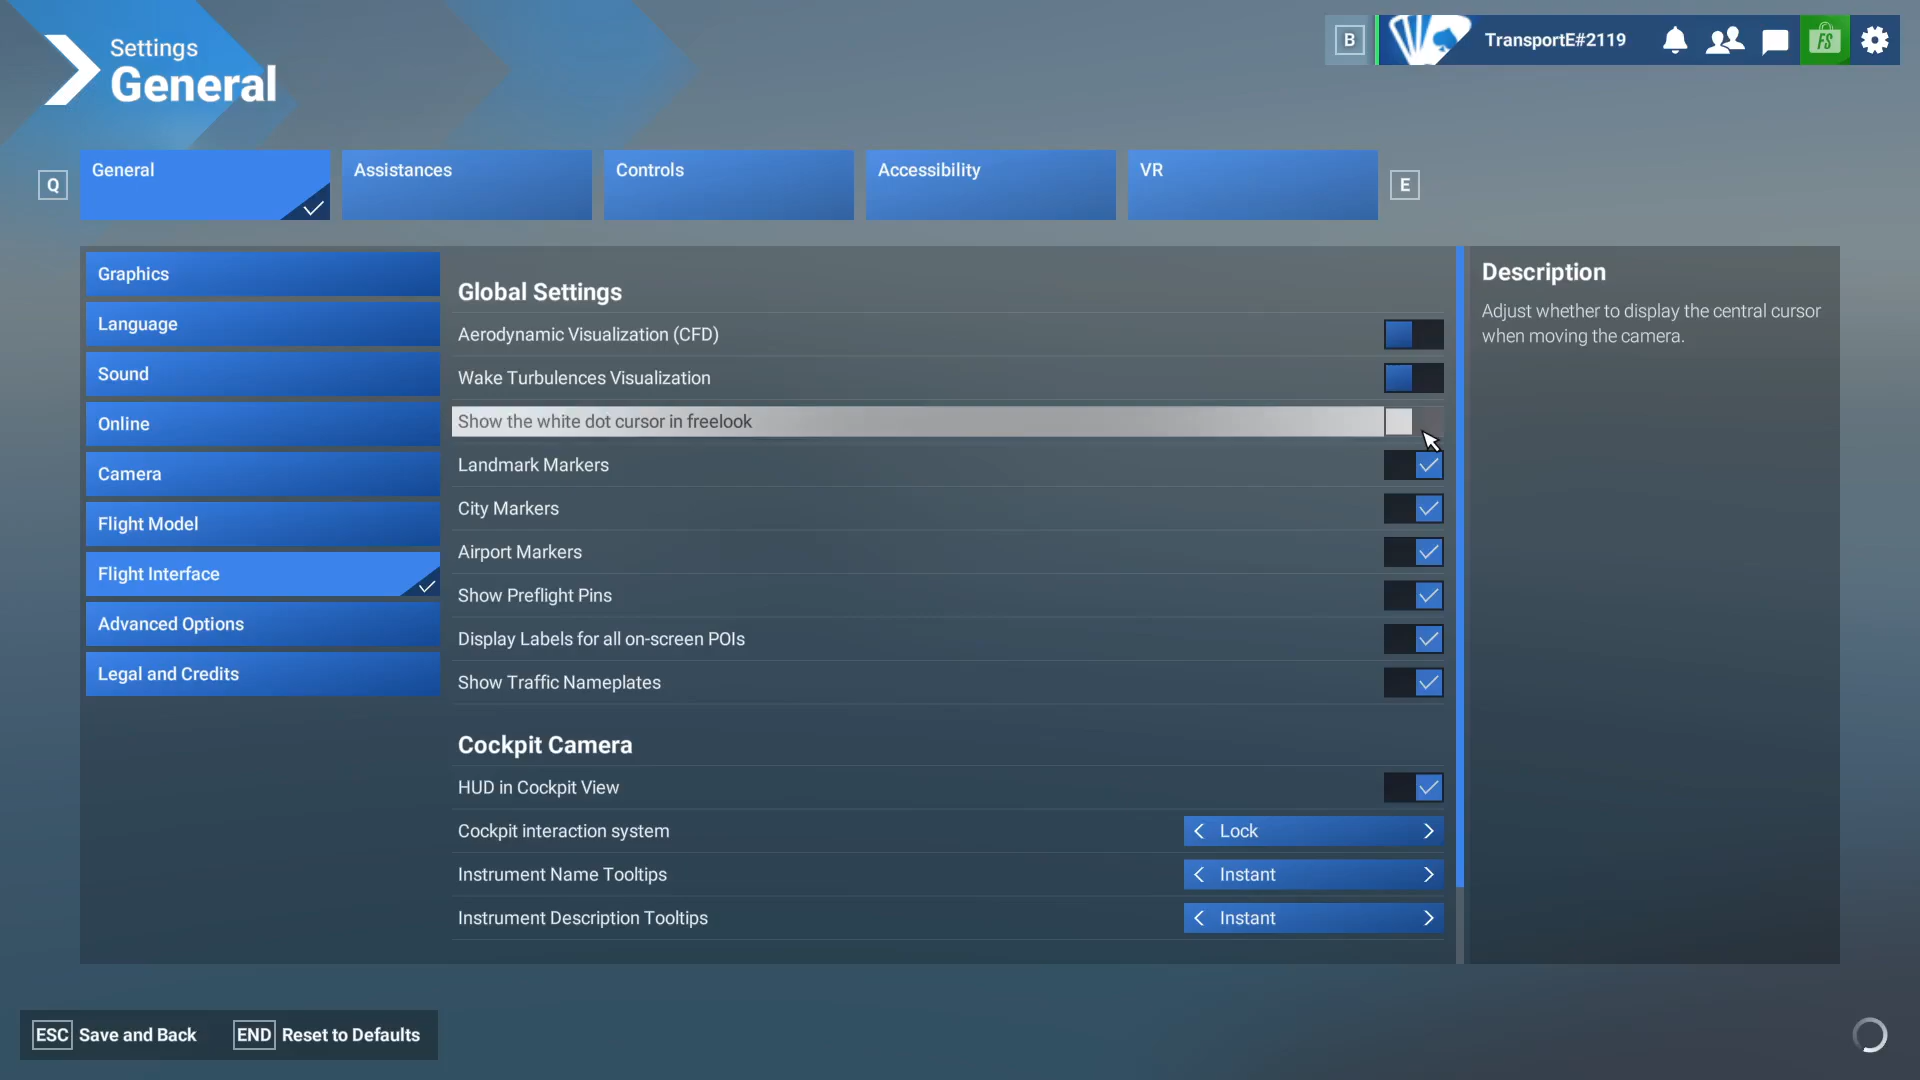 Settings
General
B
TransportE#2119
FS
Q
General
Assistances
Controls
Accessibility
VR
E
Graphics
Language
Sound
Online
Camera
Flight Model
Flight Interface
Advanced Options
Legal and Credits
Global Settings
Aerodynamic Visualization (CFD)
Wake Turbulences Visualization
Show the white dot cursor in freelook
Landmark Markers
City Markers
Airport Markers
Show Preflight Pins
Display Labels for all on-screen POIs
Show Traffic Nameplates
Cockpit Camera
HUD in Cockpit View
Cockpit interaction system
Lock
Instrument Name Tooltips
Instant
Instrument Description Tooltips
Instant
Description
Adjust whether to display the central cursor
when moving the camera.
ESC Save and Back
END Reset to Defaults